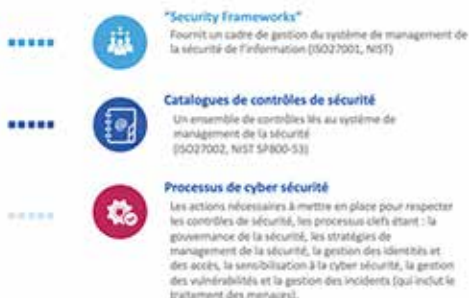 "Security Frameworks"
Fournit un cadre de gestion du système de management de
la sécurité de l'information (ISO27001, NIST)
Catalogues de contrôles de sécurité
Un ensemble de contrôles liés au système de
management de la sécurité
(ISO27002, NIST SP800-53)
Processus de cyber sécurité
Les actions nécessaires à mettre en place pour respecter
les contrôles de sécurité, les processus clefs étant : la
gouvernance de la sécurité, les stratégies de
management de la sécurité, la gestion des identités et
des accès, la sensibilisation à la cyber sécurité, la gestion
des vulnérabilités et la gestion des incidents (qui inclut le
traitement des menaces).